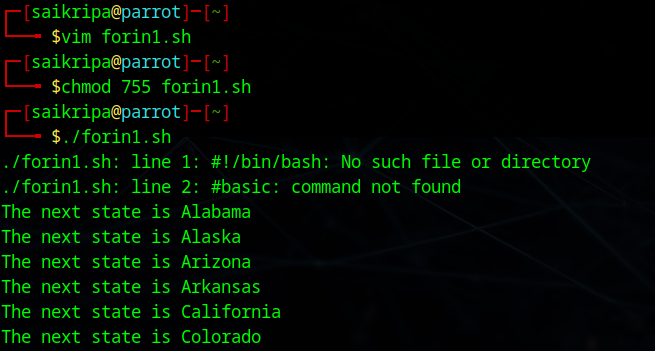 ┌─[saikripa@parrot]─[~]
└──╼ $vim forin1.sh
┌─[saikripa@parrot]─[~]
└──╼ $chmod 755 forin1.sh
┌─[saikripa@parrot]─[~]
└──╼ $./forin1.sh
./forin1.sh: line 1: #!/bin/bash: No such file or directory
./forin1.sh: line 2: #basic: command not found
The next state is Alabama
The next state is Alaska
The next state is Arizona
The next state is Arkansas
The next state is California
The next state is Colorado